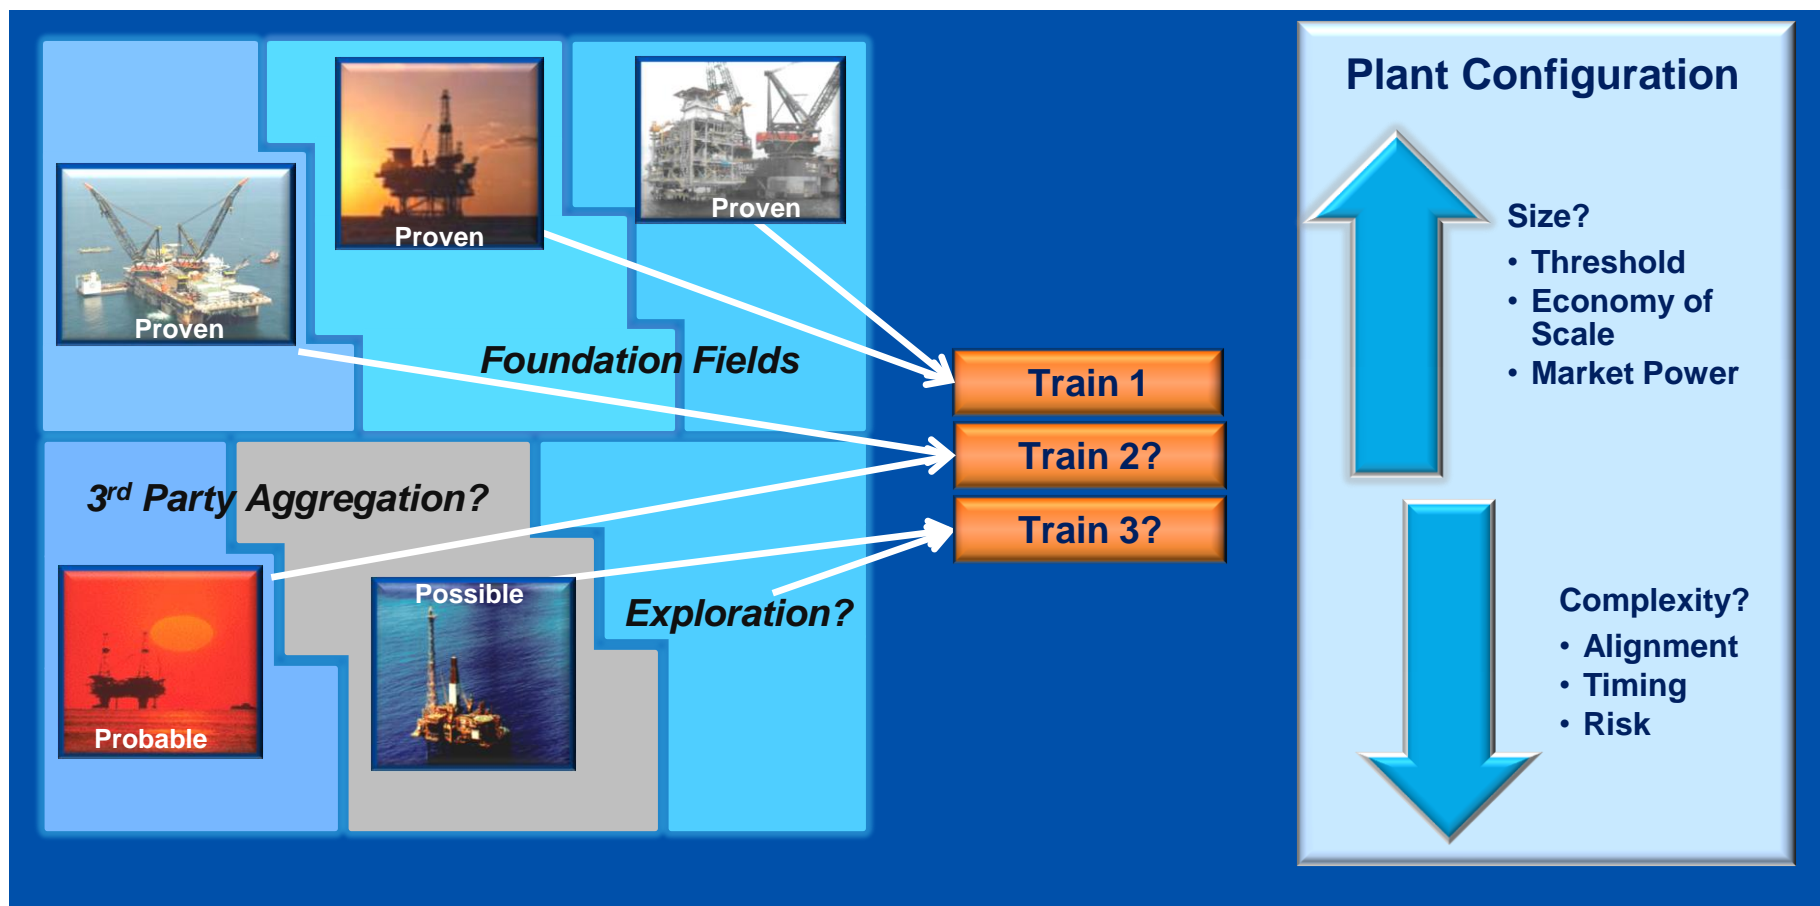 Proven
Proven
Proven
Foundation Fields
3rd Party Aggregation?
Probable
Possible
Exploration?
Train 1
Train 2?
Train 3?
Plant Configuration
Size?
• Threshold
• Economy of
Scale
• Market Power
Complexity?
• Alignment
• Timing
• Risk